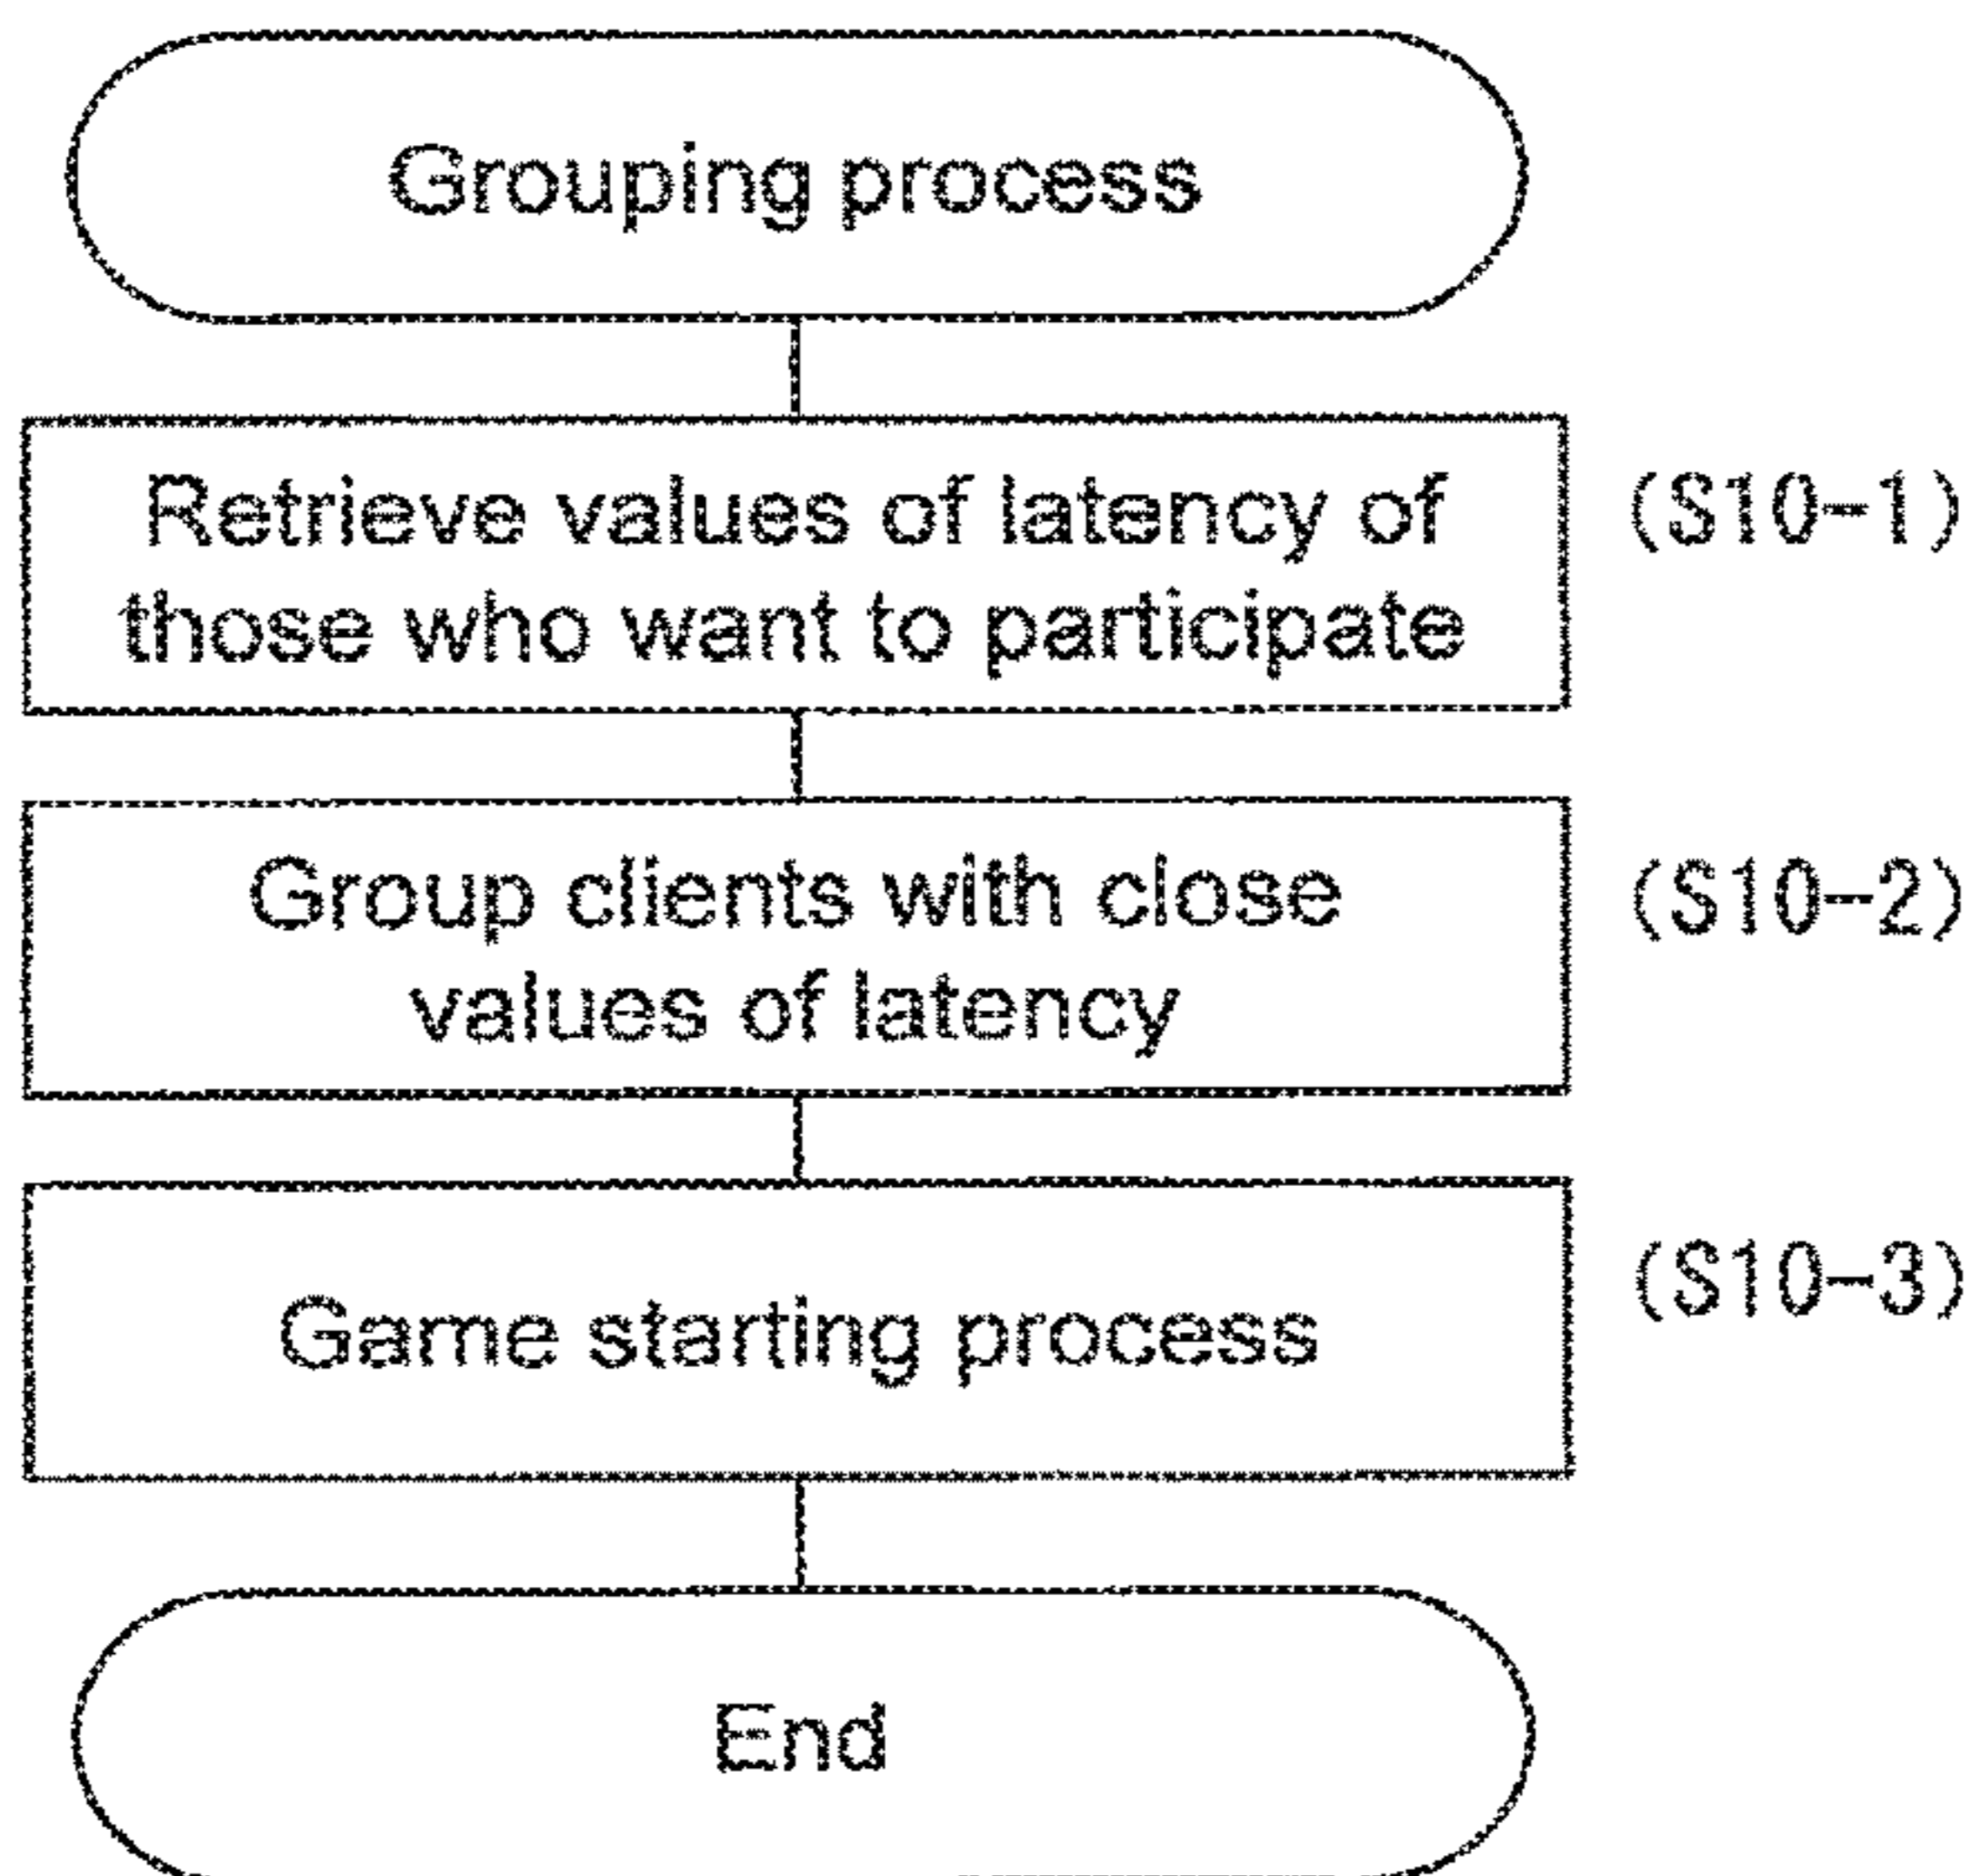 Grouping process
Retrieve values of latency of
those who want to participate
(S10-1)
Group clients with close
values of latency
(S10-2)
Game starting process
(S10-3)
End